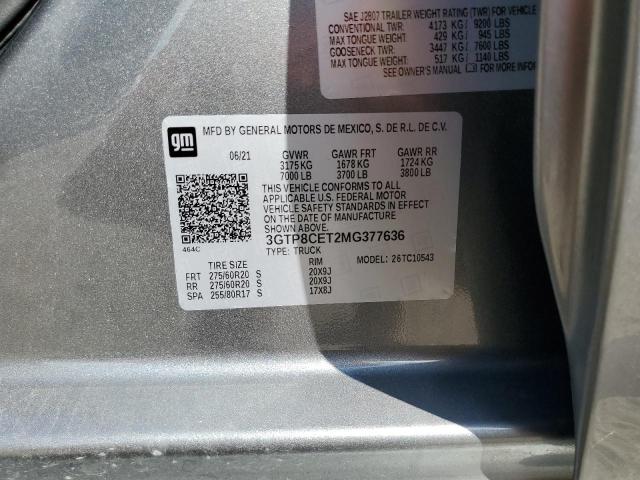 SAE J2807 TRAILER WEIGHT RATING (TWR) FOR VEHICLE
CONVENTIONAL TWR: 4173 KG / 9200 LBS
MAX TONGUE WEIGHT: 429 KG / 945 LBS
GOOSENECK TWR: 3447 KG / 7600 LBS
MAX TONGUE WEIGHT: 517 KG / 1140 LBS
SEE OWNER'S MANUAL FOR MORE INFOR
gm
MFD BY GENERAL MOTORS DE MEXICO, S. DE R.L. DE C.V.
06/21 GVWR GAWR FRT GAWR RR
3175 KG 1678 KG 1724 KG
7000 LB 3700 LB 3800 LB
THIS VEHICLE CONFORMS TO ALL
APPLICABLE U.S. FEDERAL MOTOR
VEHICLE SAFETY STANDARDS IN EFFECT
ON THE DATE OF MANUFACTURE
SHOWN ABOVE.
3GTP8CET2MG377636
464C
TYPE: TRUCK
MODEL: 26TC10543
TIRE SIZE RIM
FRT 275/60R20 S 20X9J
RR 275/60R20 S 20X9J
SPA 255/80R17 S 17X8J